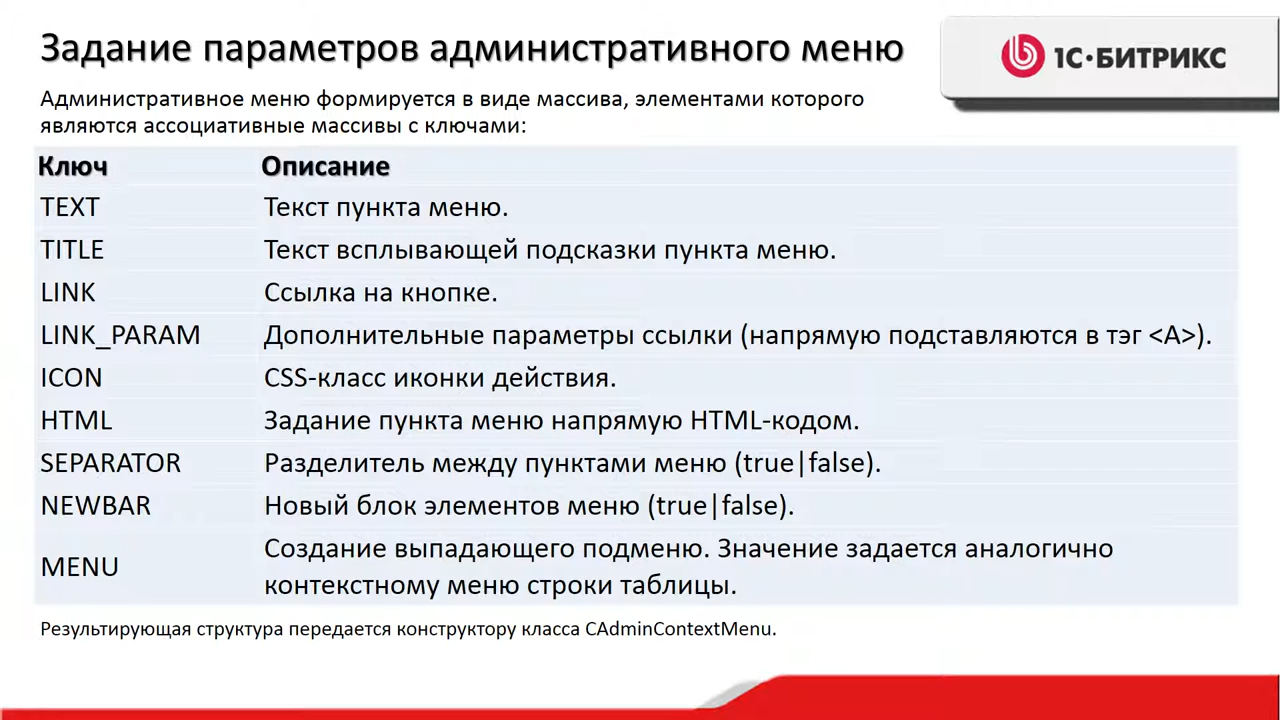 Задание параметров административного меню
1С·БИТРИКС
Административное меню формируется в виде массива, элементами которого
являются ассоциативные массивы с ключами:
Ключ Описание
TEXT Текст пункта меню.
TITLE Текст всплывающей подсказки пункта меню.
LINK Ссылка на кнопке.
LINK_PARAM Дополнительные параметры ссылки (напрямую подставляются в тэг <A>).
ICON CSS-класс иконки действия.
HTML Задание пункта меню напрямую HTML-кодом.
SEPARATOR Разделитель между пунктами меню (true|false).
NEWBAR Новый блок элементов меню (true|false).
MENU Создание выпадающего подменю. Значение задается аналогично
контекстному меню строки таблицы.
Результирующая структура передается конструктору класса CAdminContextMenu.